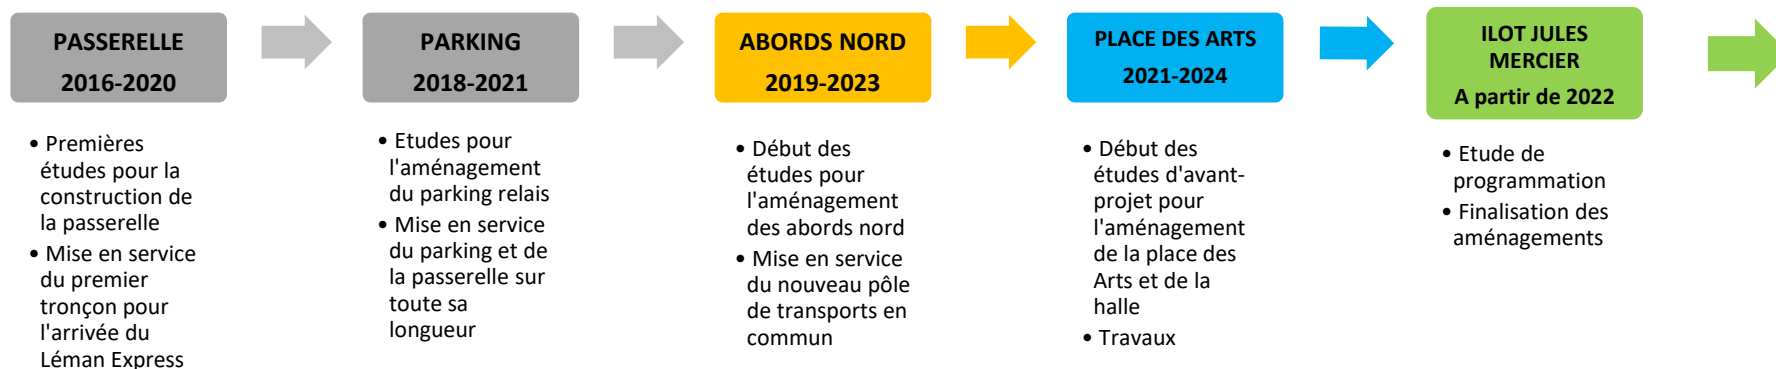 PASSERELLE
2016-2020
• Premières
études pour la
construction de
la passerelle
• Mise en service
du premier
tronçon pour
l'arrivée du
Léman Express
PARKING
2018-2021
• Etudes pour
l'aménagement
du parking relais
• Mise en service
du parking et de
la passerelle sur
toute sa
longueur
ABORDS NORD
2019-2023
• Début des
études pour
l'aménagement
des abords nord
• Mise en service
du nouveau pôle
de transports en
commun
PLACE DES ARTS
2021-2024
• Début des
études d'avant-
projet pour
l'aménagement
de la place des
Arts et de la
halle
• Travaux
ILOT JULES
MERCIER
A partir de 2022
• Etude de
programmation
• Finalisation des
aménagements